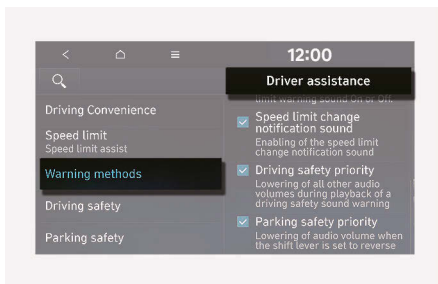 12:00
Driver assistance
Driving Convenience
Speed limit
Speed limit assist
Warning methods
Driving safety
Parking safety
limit warning sound On or Off.
Speed limit change
notification sound
Enabling of the speed limit
change notification sound
Driving safety priority
Lowering of all other audio
volumes during playback of a
driving safety sound warning
Parking safety priority
Lowering of audio volume when
the shift lever is set to reverse